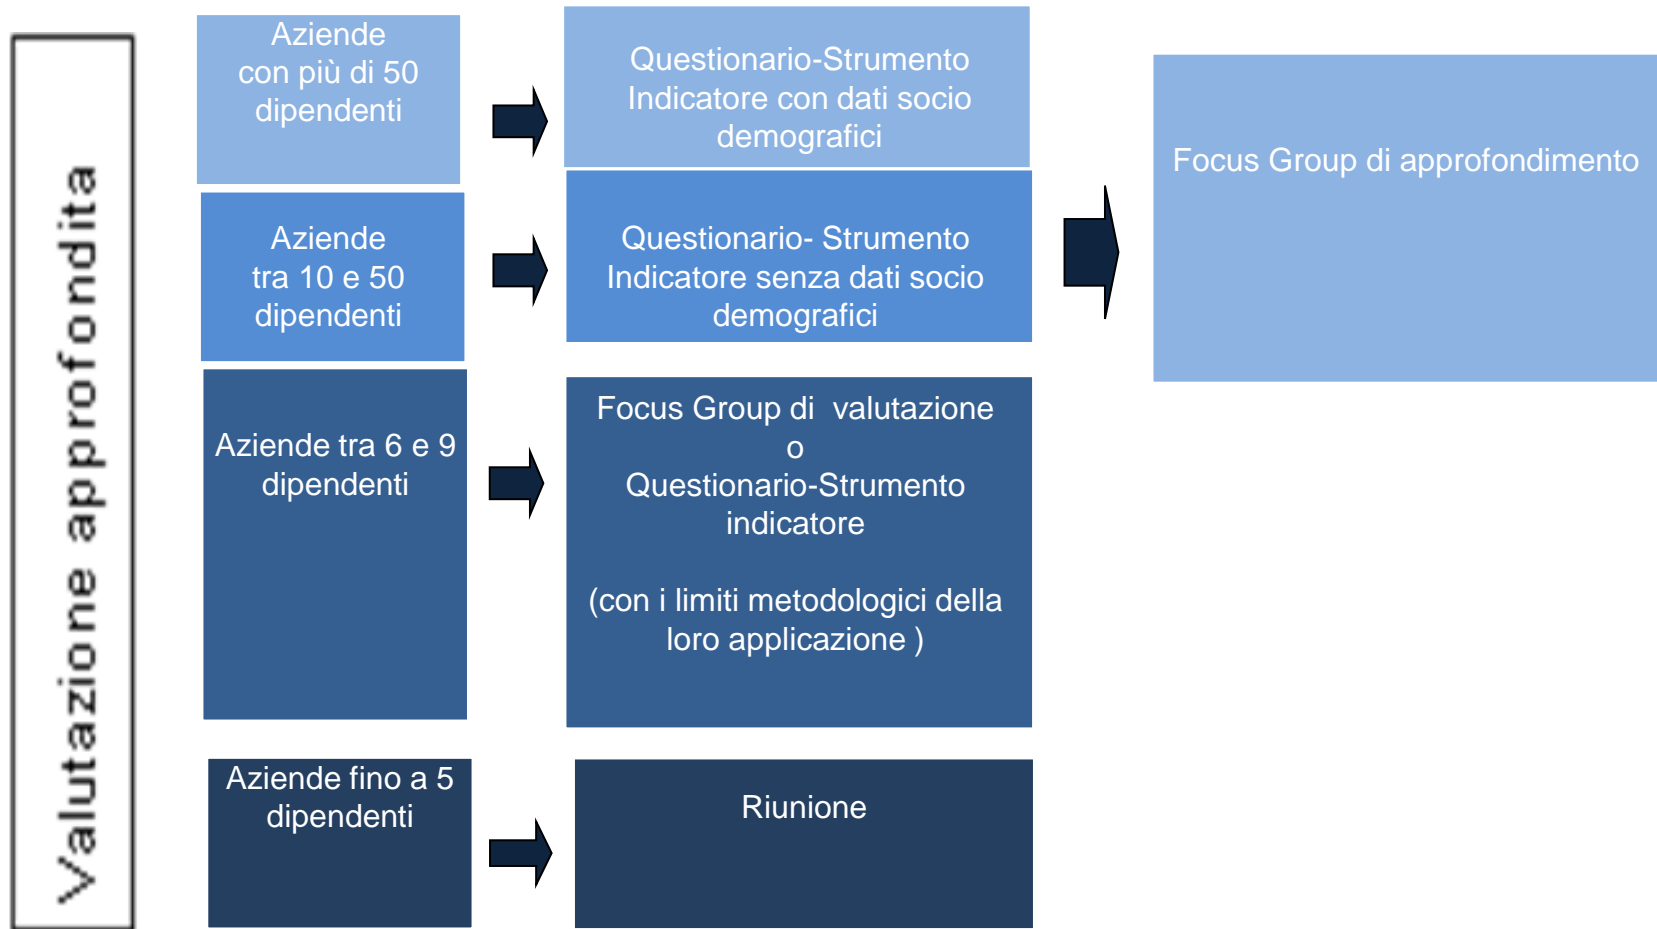 Valutazione approfondita
Aziende
con più di 50
dipendenti
Questionario-Strumento
Indicatore con dati socio
demografici
Focus Group di approfondimento
Aziende
tra 10 e 50
dipendenti
Questionario- Strumento
Indicatore senza dati socio
demografici
Aziende tra 6 e 9
dipendenti
Focus Group di  valutazione
o
Questionario-Strumento
indicatore
(con i limiti metodologici della
loro applicazione )
Aziende fino a 5
dipendenti
Riunione